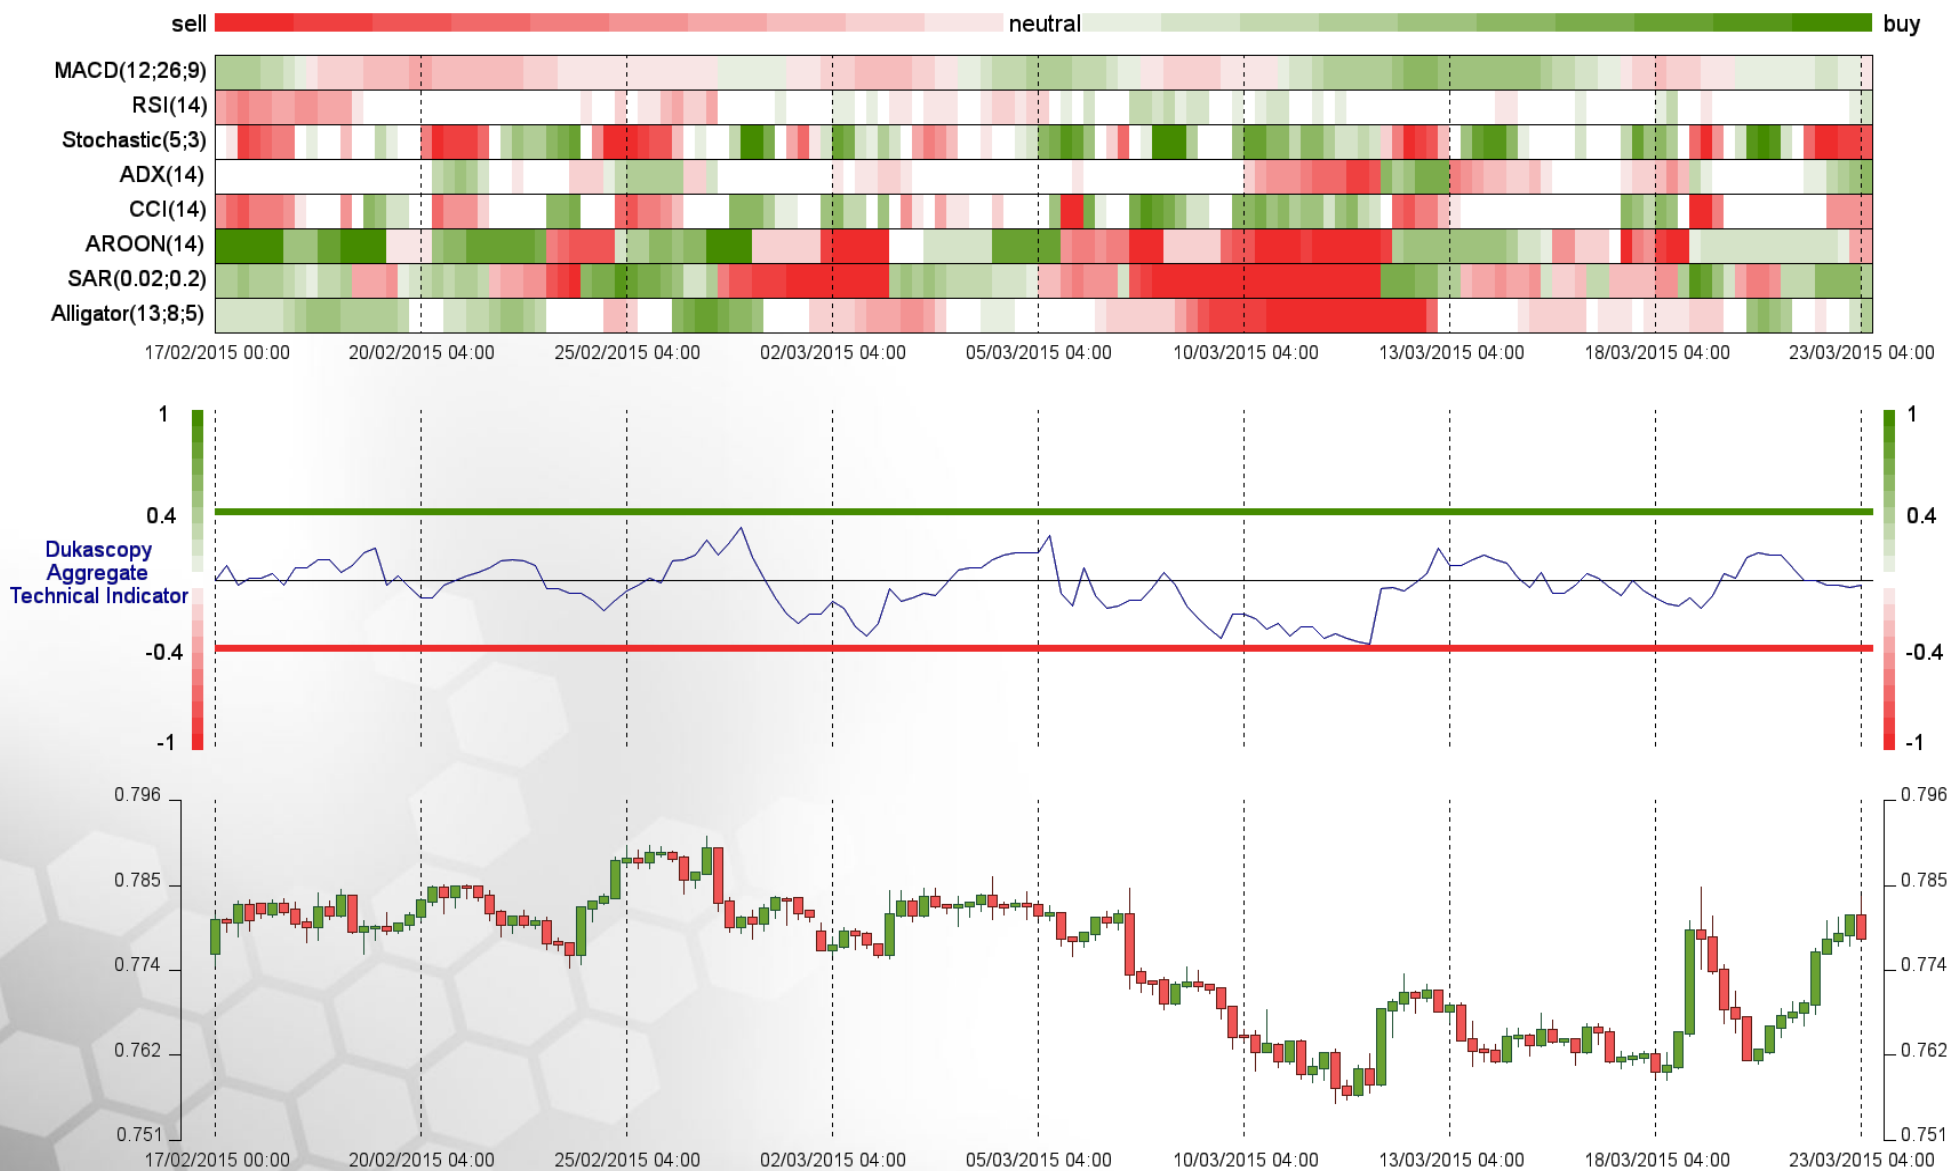 sell neutral buy
MACD(12;26;9)
RSI(14)
Stochastic(5;3)
ADX(14)
CCI(14)
AROON(14)
SAR(0.02;0.2)
Alligator(13;8;5)
17/02/2015 00:00 20/02/2015 04:00 25/02/2015 04:00 02/03/2015 04:00 05/03/2015 04:00 10/03/2015 04:00 13/03/2015 04:00 18/03/2015 04:00 23/03/2015 04:00
1 1
0.4 0.4
Dukascopy
Aggregate
Technical Indicator
-0.4 -0.4
-1 -1
0.796 0.796
0.785 0.785
0.774 0.774
0.762 0.762
0.751 0.751
17/02/2015 00:00 20/02/2015 04:00 25/02/2015 04:00 02/03/2015 04:00 05/03/2015 04:00 10/03/2015 04:00 13/03/2015 04:00 18/03/2015 04:00 23/03/2015 04:00